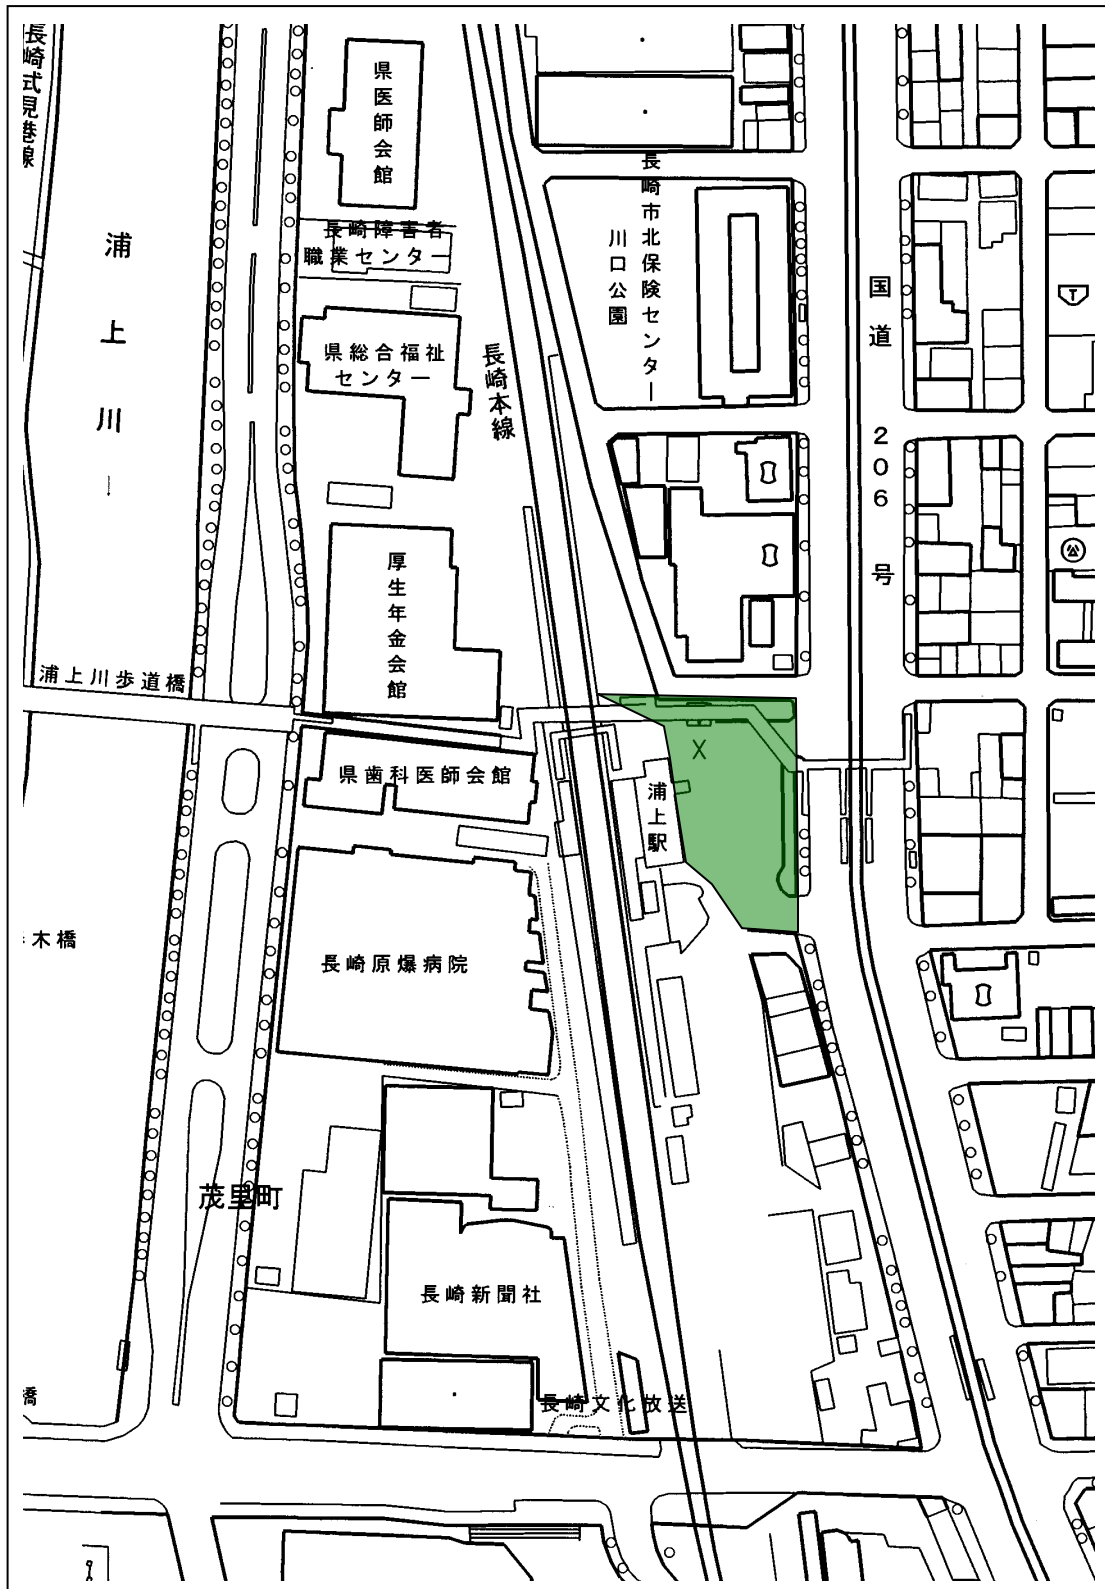 長崎式見港線
県医師会館
長崎障害者
職業センター
県総合福祉
センター
長崎本線
長崎市北保険センター
川口公園
国道206号
浦上川
厚生年金会館
浦上川歩道橋
県歯科医師会館
浦上駅
X
木橋
長崎原爆病院
茂里町
長崎新聞社
長崎文化放送
橋
T